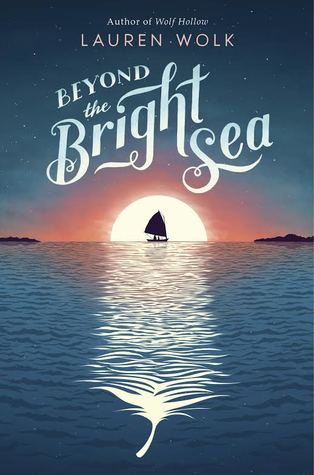 Author of Wolf Hollow
LAUREN WOLK
BEYOND
the
Bright
Sea